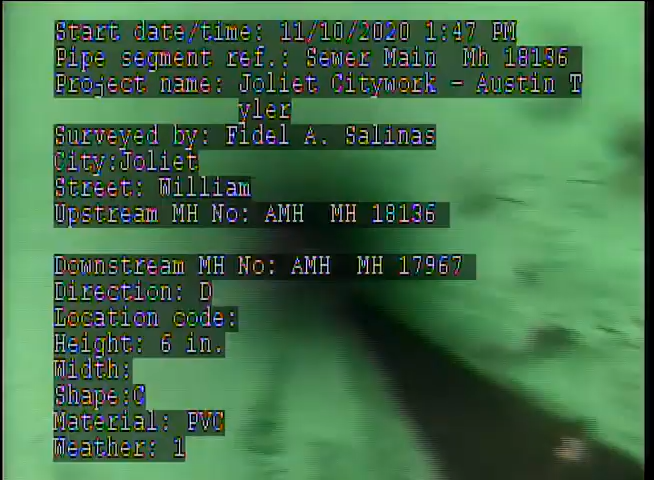 Start date/time: 11/10/2020 1:47 PM
Pipe segment ref.: Sewer Main  Mh 18136
Project name: Joliet Citywork - Austin T
yler
Surveyed by: Fidel A. Salinas
City:Joliet
Street: William
Upstream MH No: AMH  MH 18136
Downstream MH No: AMH  MH 17967
Direction: D
Location code:
Height: 6 in.
Width:
Shape:C
Material: PVC
Weather: 1